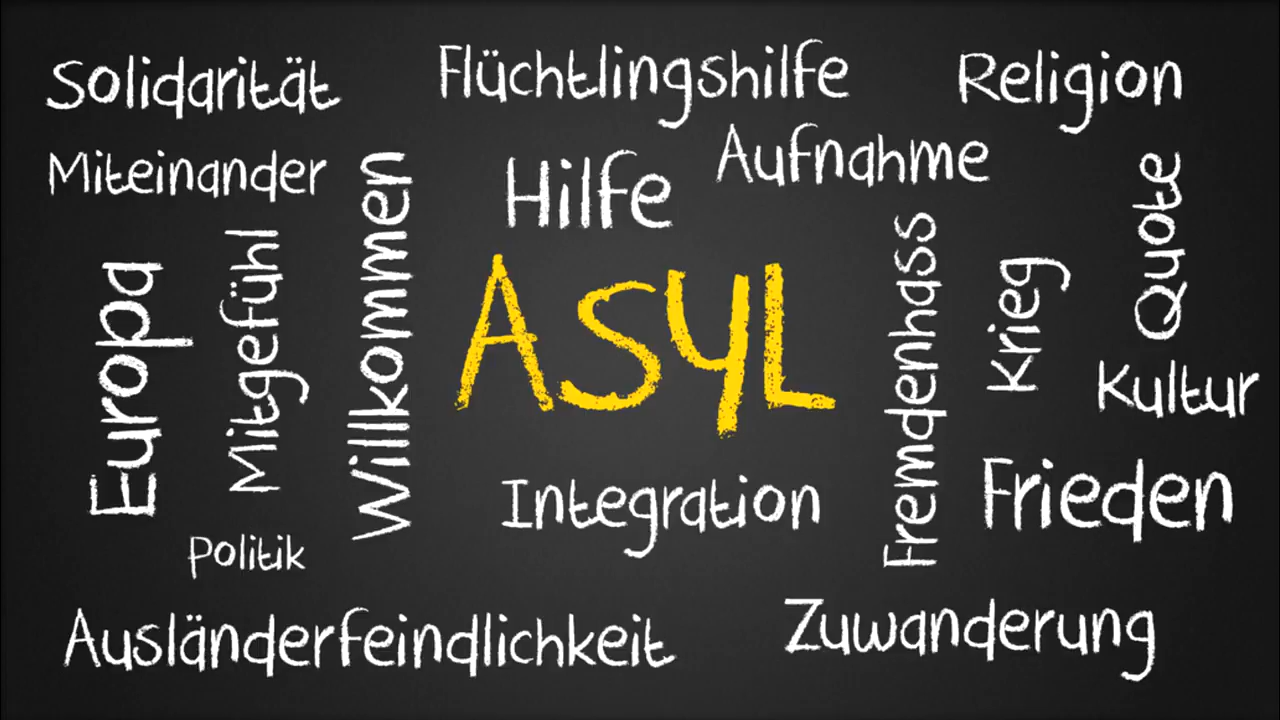 Solidarität
Flüchtlingshilfe
Religion
Miteinander
Hilfe
Aufnahme
Willkommen
Quote
Europa
Mitgefühl
ASYL
Fremdenhass
Krieg
Kultur
Integration
Frieden
Politik
Ausländerfeindlichkeit
Zuwanderung